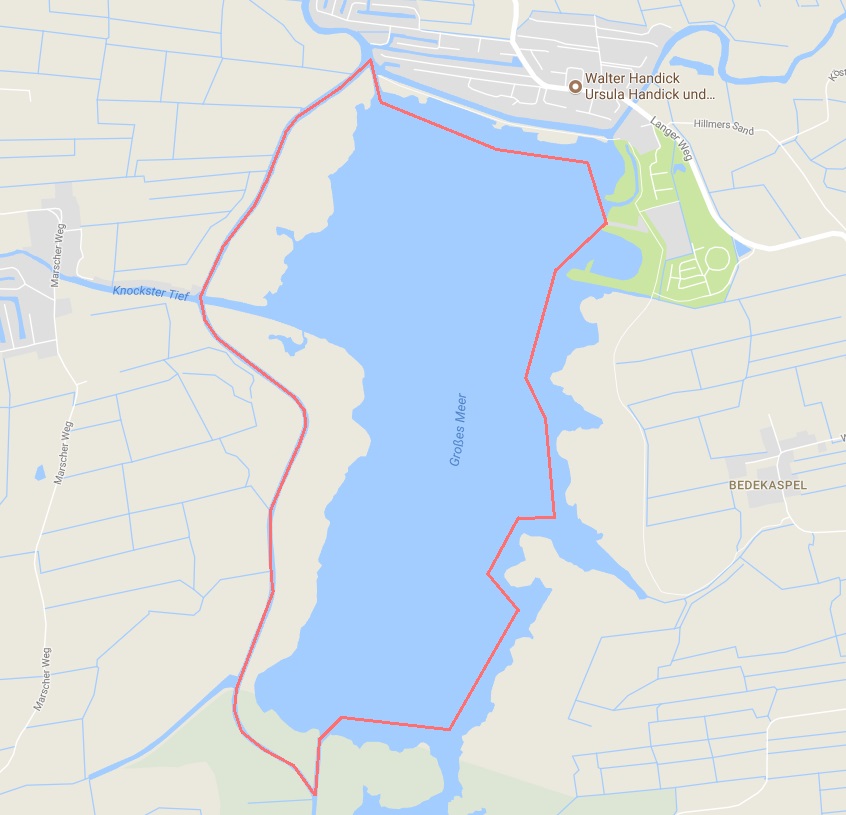 Walter Handick
Ursula Handick und...
Hillmers Sand
Langer Weg
Marscher Weg
Knockster Tief
Großes Meer
Marscher Weg
BEDEKASPEL
Marscher Weg